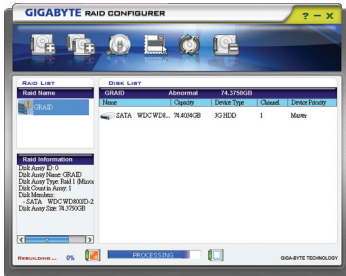 GIGABYTE RAID CONFIGURER
? - X
RAID LIST
Raid Name
GRAID
DISK LIST
GRAID Abnormal 74.3750GB
Name Capacity Device Type Channel Device Priority
SATA WDC WD8... 74.4034GB 3G HDD 1 Master
Raid Information
Disk Array ID: 0
Disk Array Name: GRAID
Disk Array Type: Raid 1 (Mirror
Disk Count in Array: 1
Disk Members:
- SATA WDC WD800JD-2
Disk Array Size: 74.3750GB
REBUILDING... 0%
PROCESSING
GIGA-BYTE TECHNOLOGY